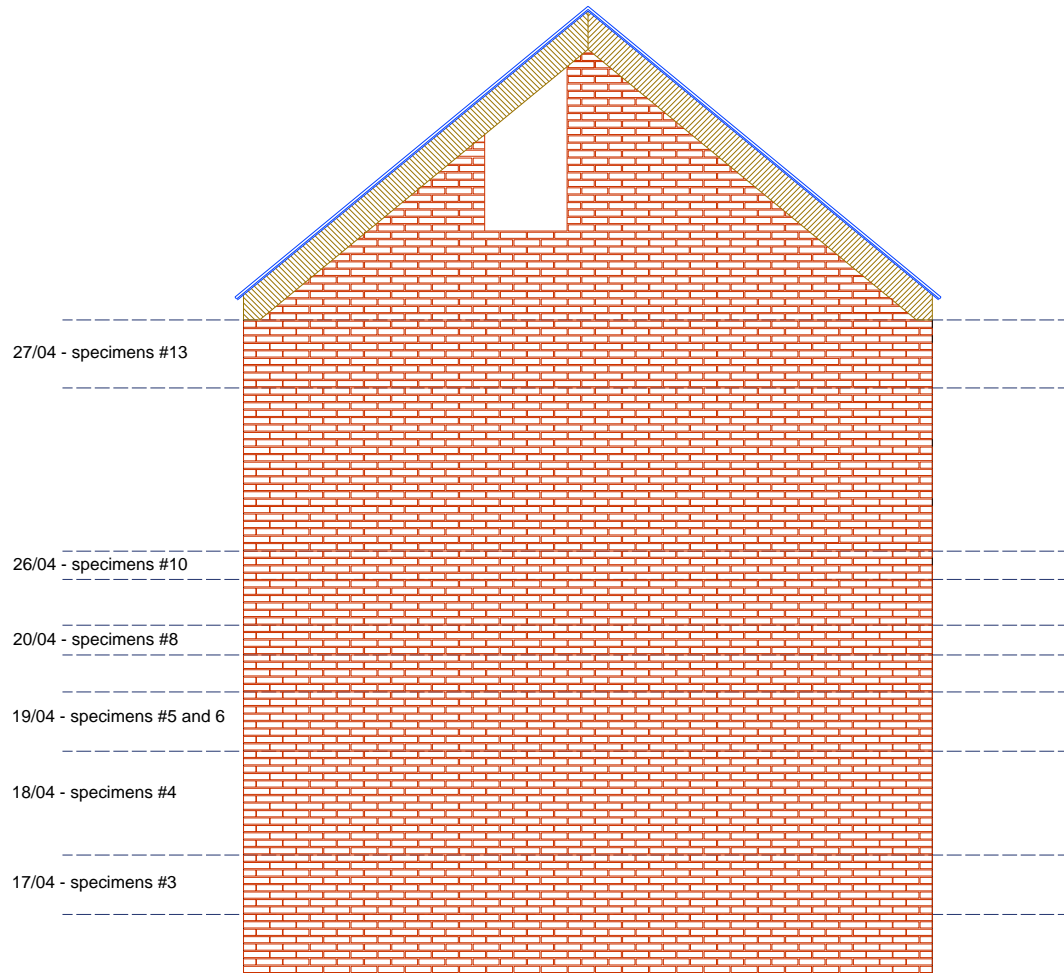 27/04 - specimens #13
26/04 - specimens #10
20/04 - specimens #8
19/04 - specimens #5 and 6
18/04 - specimens #4
17/04 - specimens #3